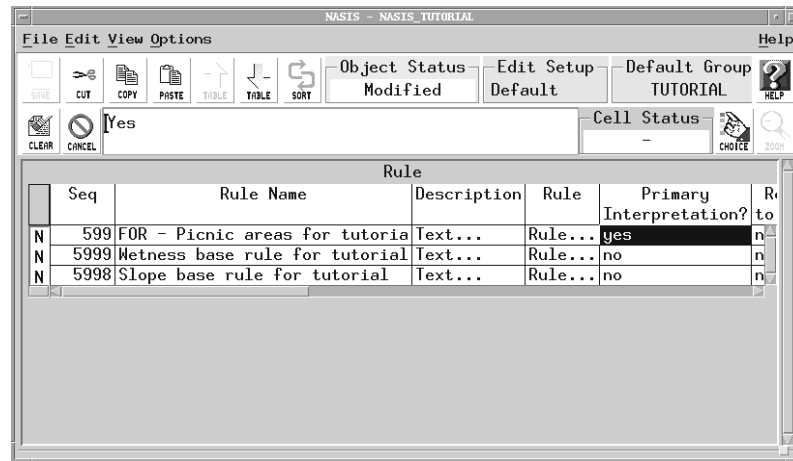 NASIS - NASIS_TUTORIAL
File Edit View Options Help
Object Status Edit Setup Default Group
Modified Default TUTORIAL
SAVE CUT COPY PASTE TABLE TABLE SORT HELP
Yes
Cell Status
-
CLEAR CANCEL CHOICE ZOOM
Rule
Seq Rule Name Description Rule Primary
Interpretation? to
N 599 FOR - Picnic areas for tutoria Text... Rule... yes n
N 5999 Wetness base rule for tutorial Text... Rule... no n
N 5998 Slope base rule for tutorial Text... Rule... no n